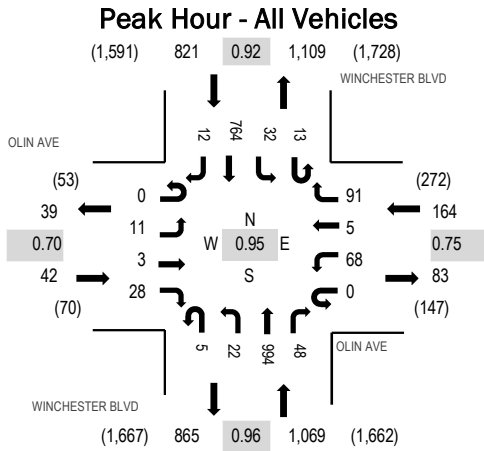 Peak Hour - All Vehicles
(1,591) 821 0.92 1,109 (1,728)
WINCHESTER BLVD
OLIN AVE
12 764 32 13
(53) (272)
39 0 91 164
11 N 5
0.70 W 0.95 E 0.75
3 S 68
42 28 0 83
(70) (147)
5 22 994 48
OLIN AVE
WINCHESTER BLVD
(1,667) 865 0.96 1,069 (1,662)